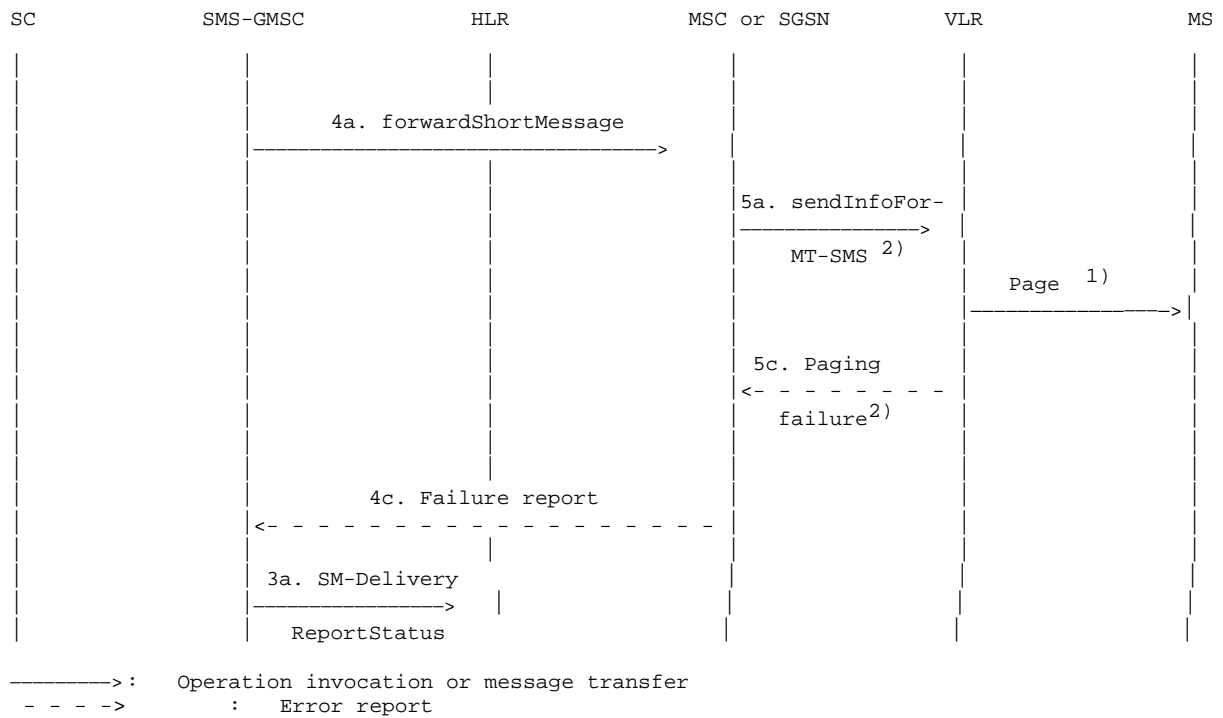 SC SMS-GMSC HLR MSC or SGSN VLR MS
4a. forwardShortMessage
5a. sendInfoFor-
MT-SMS 2)
Page 1)
5c. Paging
failure2)
4c. Failure report
3a. SM-Delivery
ReportStatus
: Operation invocation or message transfer
: Error report